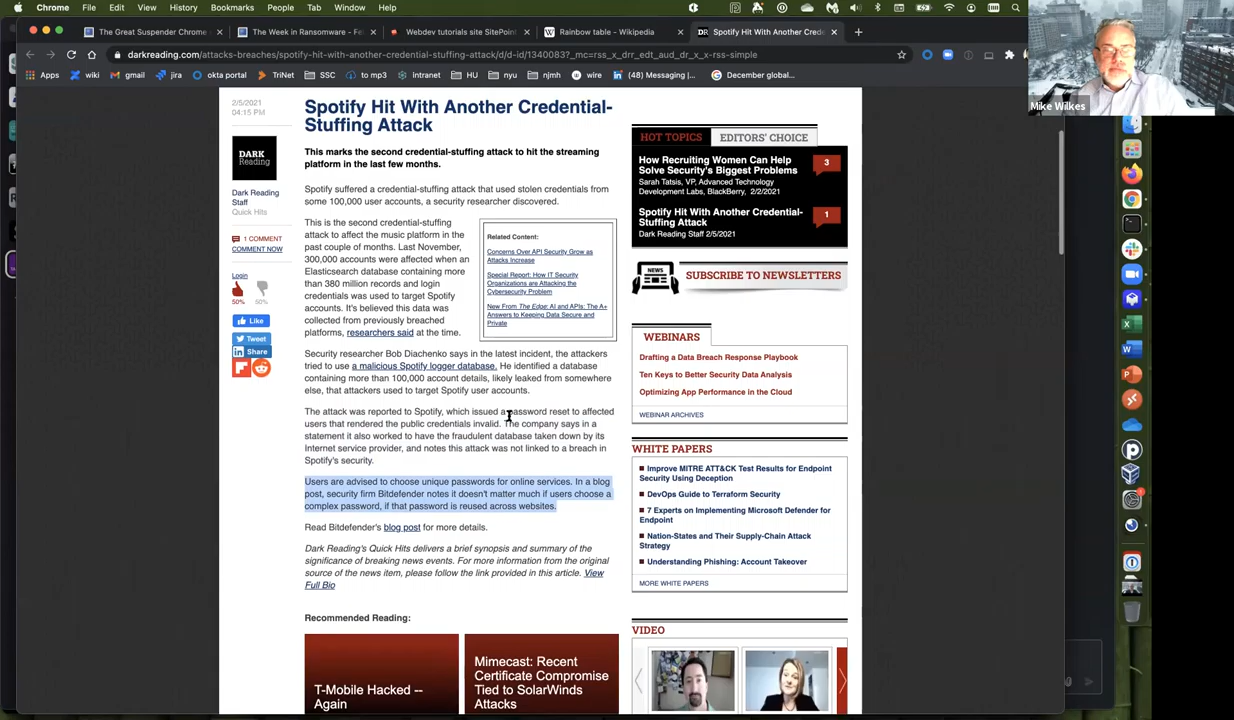 Chrome File Edit View History Bookmarks People Tab Window Help
The Great Suspender Chrome
The Week in Ransomware - Fe
Webdev tutorials site SitePoint
Rainbow table - Wikipedia
DR Spotify Hit With Another Crede
darkreading.com/attacks-breaches/spotify-hit-with-another-credential-stuffing-attack/d/d-id/1340083?_mc=rss_x_drr_edt_aud_dr_x_x-rss-simple
Apps wiki gmail jira okta portal TriNet SSC to mp3 Intranet HU nyu njmh wire (48) Messaging |... December global...
Mike Wilkes
2/5/2021
04:15 PM
DARK
Reading
Dark Reading
Staff
Quick Hits
1 COMMENT
COMMENT NOW
Login
50% 50%
Like
Tweet
Share
Spotify Hit With Another Credential-
Stuffing Attack
This marks the second credential-stuffing attack to hit the streaming
platform in the last few months.
Spotify suffered a credential-stuffing attack that used stolen credentials from
some 100,000 user accounts, a security researcher discovered.
This is the second credential-stuffing
attack to affect the music platform in the
past couple of months. Last November,
300,000 accounts were affected when an
Elasticsearch database containing more
than 380 million records and login
credentials was used to target Spotify
accounts. It's believed this data was
collected from previously breached
platforms, researchers said at the time.
Related Content:
Concerns Over API Security Grow as
Attacks Increase
Special Report: How IT Security
Organizations are Attacking the
Cybersecurity Problem
New From The Edge: AI and APIs: The A+
Answers to Keeping Data Secure and
Private
Security researcher Bob Diachenko says in the latest incident, the attackers
tried to use a malicious Spotify logger database. He identified a database
containing more than 100,000 account details, likely leaked from somewhere
else, that attackers used to target Spotify user accounts.
The attack was reported to Spotify, which issued a password reset to affected
users that rendered the public credentials invalid. The company says in a
statement it also worked to have the fraudulent database taken down by its
Internet service provider, and notes this attack was not linked to a breach in
Spotify's security.
Users are advised to choose unique passwords for online services. In a blog
post, security firm Bitdefender notes it doesn't matter much if users choose a
complex password, if that password is reused across websites.
Read Bitdefender's blog post for more details.
Dark Reading's Quick Hits delivers a brief synopsis and summary of the
significance of breaking news events. For more information from the original
source of the news item, please follow the link provided in this article. View
Full Bio
Recommended Reading:
T-Mobile Hacked --
Again
Mimecast: Recent
Certificate Compromise
Tied to SolarWinds
Attacks
HOT TOPICS EDITORS' CHOICE
How Recruiting Women Can Help
Solve Security's Biggest Problems
3
Sarah Tatsis, VP, Advanced Technology
Development Labs, BlackBerry, 2/2/2021
Spotify Hit With Another Credential-
Stuffing Attack
1
Dark Reading Staff 2/5/2021
NEWS
SUBSCRIBE TO NEWSLETTERS
WEBINARS
Drafting a Data Breach Response Playbook
Ten Keys to Better Security Data Analysis
Optimizing App Performance in the Cloud
WEBINAR ARCHIVES
WHITE PAPERS
Improve MITRE ATT&CK Test Results for Endpoint
Security Using Deception
DevOps Guide to Terraform Security
7 Experts on Implementing Microsoft Defender for
Endpoint
Nation-States and Their Supply-Chain Attack
Strategy
Understanding Phishing: Account Takeover
MORE WHITE PAPERS
VIDEO